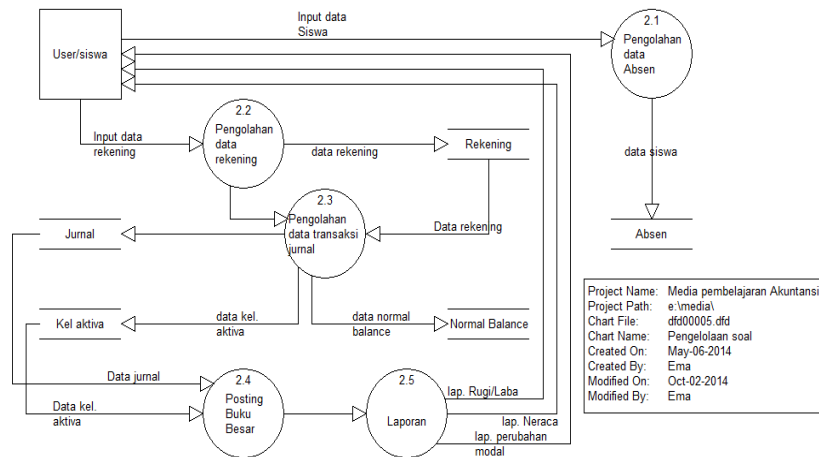 Input data
Siswa
2.1
Pengolahan
data
Absen
User/siswa
2.2
Pengolahan
data
rekening
Input data
rekening
data rekening
Rekening
data siswa
2.3
Pengolahan
data transaksi
jurnal
Data rekening
Jurnal
Absen
Kel aktiva
data kel.
aktiva
data normal
balance
Normal Balance
Project Name: Media pembelajaran Akuntansi
Project Path: e:\media\
Chart File: dfd00005.dfd
Chart Name: Pengelolaan soal
Created On: May-06-2014
Created By: Ema
Modified On: Oct-02-2014
Modified By: Ema
Data jurnal
2.4
Posting
Buku
Besar
2.5
Laporan
lap. Rugi/Laba
Data kel.
aktiva
lap. Neraca
lap. perubahan
modal